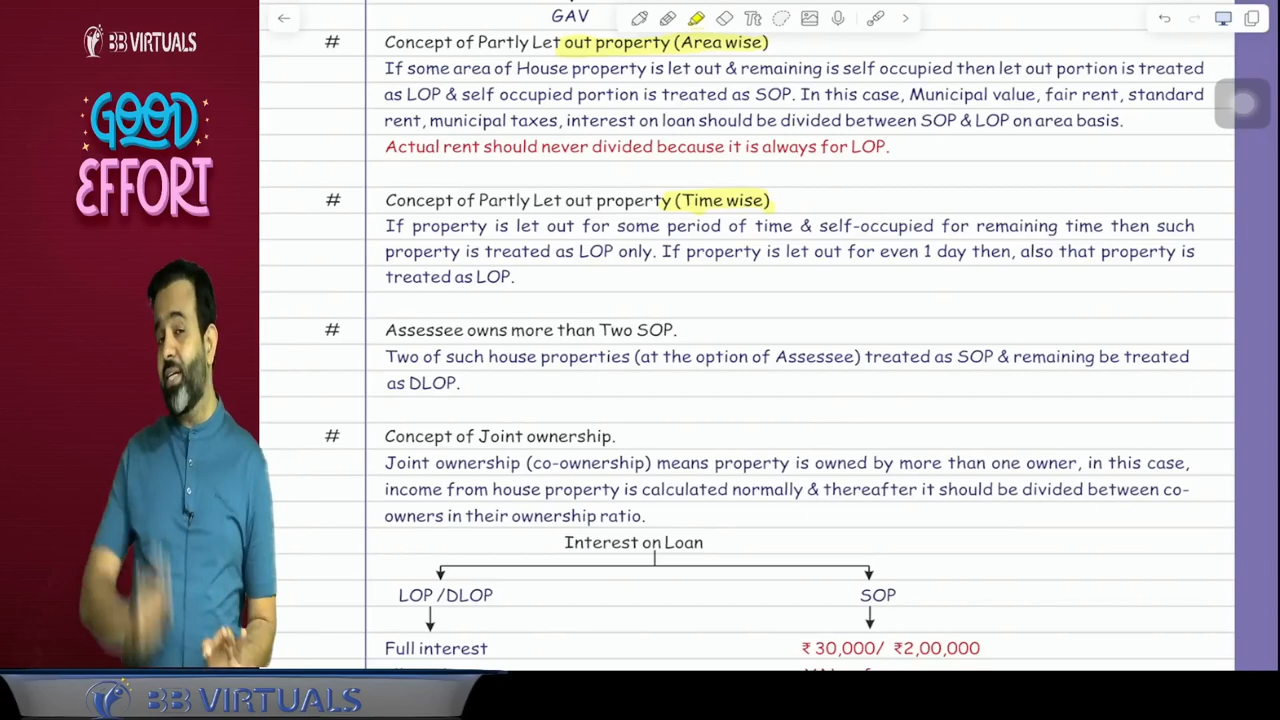 BB VIRTUALS
GOOD
EFFORT
GAV
Tt
# Concept of Partly Let out property (Area wise)
If some area of House property is let out & remaining is self occupied then let out portion is treated
as LOP & self occupied portion is treated as SOP. In this case, Municipal value, fair rent, standard
rent, municipal taxes, interest on loan should be divided between SOP & LOP on area basis.
Actual rent should never divided because it is always for LOP.
# Concept of Partly Let out property (Time wise)
If property is let out for some period of time & self-occupied for remaining time then such
property is treated as LOP only. If property is let out for even 1 day then, also that property is
treated as LOP.
# Assessee owns more than Two SOP.
Two of such house properties (at the option of Assessee) treated as SOP & remaining be treated
as DLOP.
# Concept of Joint ownership.
Joint ownership (co-ownership) means property is owned by more than one owner, in this case,
income from house property is calculated normally & thereafter it should be divided between co-
owners in their ownership ratio.
Interest on Loan
LOP /DLOP SOP
Full interest ₹ 30,000/ ₹2,00,000
BB VIRTUALS